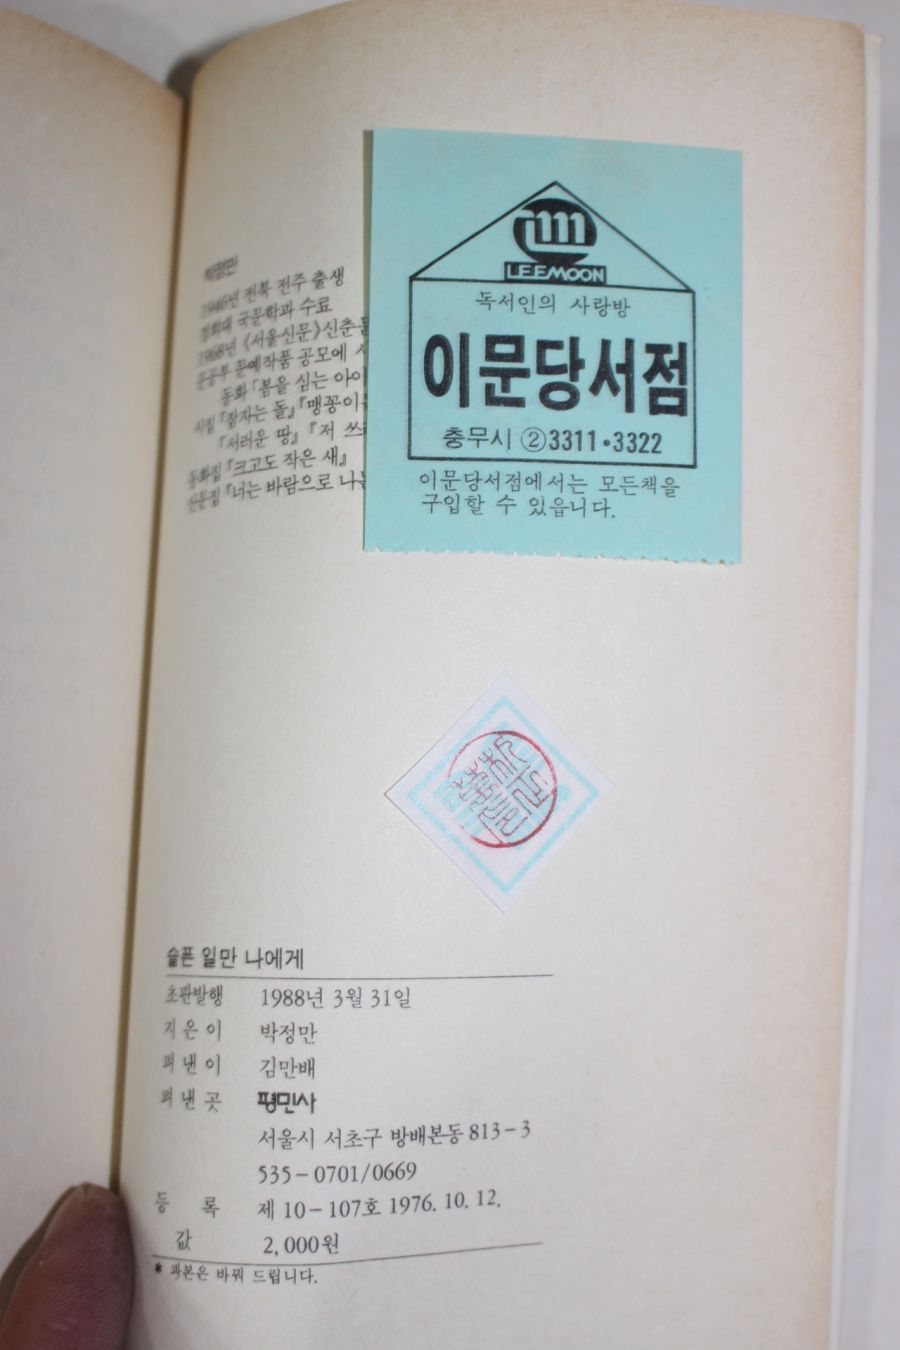 박정만
1946년 전북 전주 출생
경희대 국문학과 수료
1968년 《서울신문》 신춘문
문공부 문예작품 공모에 시
동화 「봄을 심는 아이
시집 『잠자는 돌』 『맹꽁이는
『서러운 땅』 『저 쓰
동화집 『크고도 작은 새』
산문집 『너는 바람으로 나는
LEEMOON
독서인의 사랑방
이문당서점
충무시 ②3311•3322
이문당서점에서는 모든책을
구입할 수 있읍니다.
슬픈 일만 나에게
초판발행 1988년 3월 31일
지은이 박정만
펴낸이 김만배
펴낸곳 평민사
서울시 서초구 방배본동 813-3
535-0701/0669
등록 제 10-107호 1976. 10. 12.
값 2,000원
* 파본은 바꿔 드립니다.